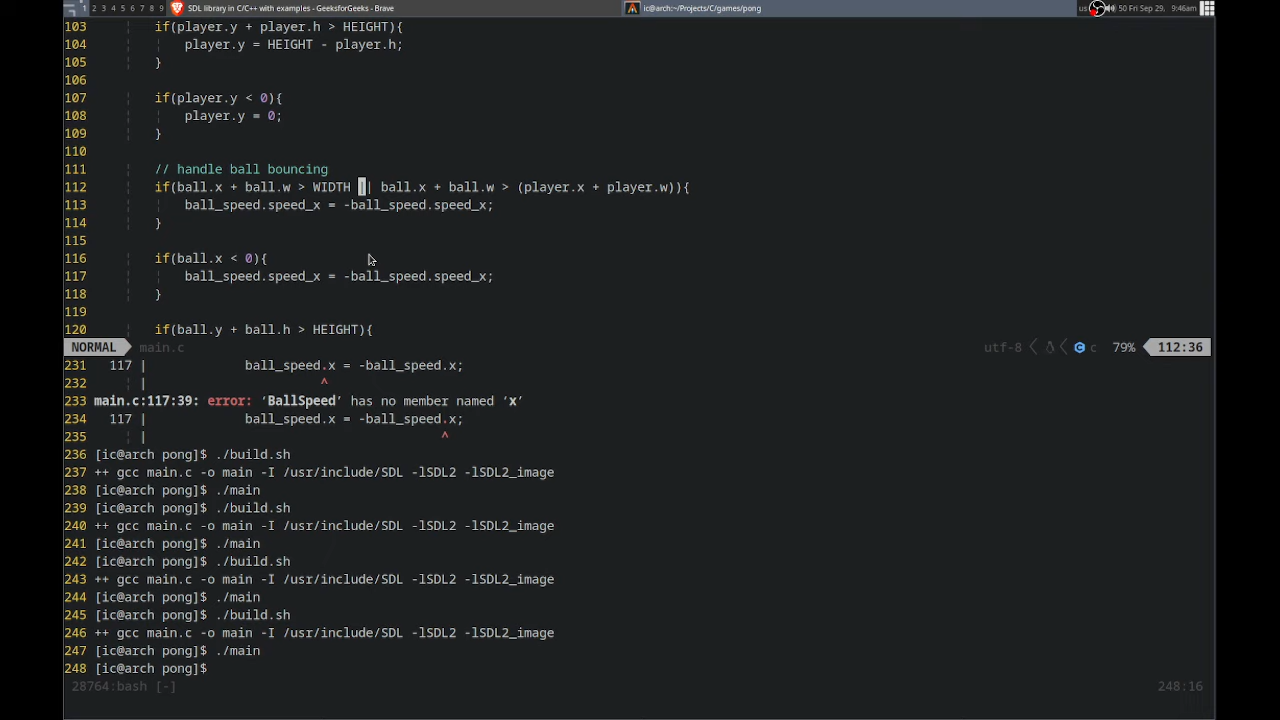 1 2 3 4 5 6 7 8 9 SDL library in C/C++ with examples - GeeksforGeeks - Brave ic@arch:~/Projects/C/games/pong us 50 Fri Sep 29, 9:46am
103 if(player.y + player.h > HEIGHT){
104 player.y = HEIGHT - player.h;
105 }
106
107 if(player.y < 0){
108 player.y = 0;
109 }
110
111 // handle ball bouncing
112 if(ball.x + ball.w > WIDTH || ball.x + ball.w > (player.x + player.w)){
113 ball_speed.speed_x = -ball_speed.speed_x;
114 }
115
116 if(ball.x < 0){
117 ball_speed.speed_x = -ball_speed.speed_x;
118 }
119
120 if(ball.y + ball.h > HEIGHT){
NORMAL main.c utf-8 c 79% 112:36
231 117 | ball_speed.x = -ball_speed.x;
232 | ^
233 main.c:117:39: error: ‘BallSpeed’ has no member named ‘x’
234 117 | ball_speed.x = -ball_speed.x;
235 | ^
236 [ic@arch pong]$ ./build.sh
237 ++ gcc main.c -o main -I /usr/include/SDL -lSDL2 -lSDL2_image
238 [ic@arch pong]$ ./main
239 [ic@arch pong]$ ./build.sh
240 ++ gcc main.c -o main -I /usr/include/SDL -lSDL2 -lSDL2_image
241 [ic@arch pong]$ ./main
242 [ic@arch pong]$ ./build.sh
243 ++ gcc main.c -o main -I /usr/include/SDL -lSDL2 -lSDL2_image
244 [ic@arch pong]$ ./main
245 [ic@arch pong]$ ./build.sh
246 ++ gcc main.c -o main -I /usr/include/SDL -lSDL2 -lSDL2_image
247 [ic@arch pong]$ ./main
248 [ic@arch pong]$
28764:bash [-] 248:16